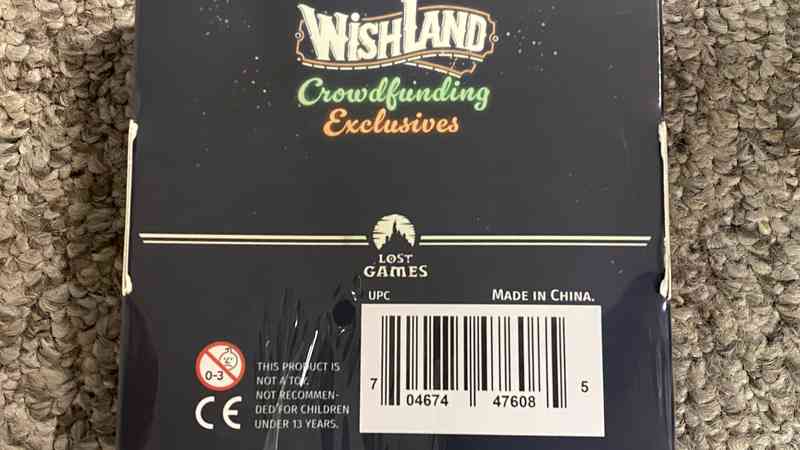 WISHLAND
Crowdfunding
Exclusives
LOST
GAMES
UPC
MADE IN CHINA.
0-3
THIS PRODUCT IS
NOT A TOY.
NOT RECOMMEN-
DED FOR CHILDREN
UNDER 13 YEARS.
CE
7 04674 47608 5